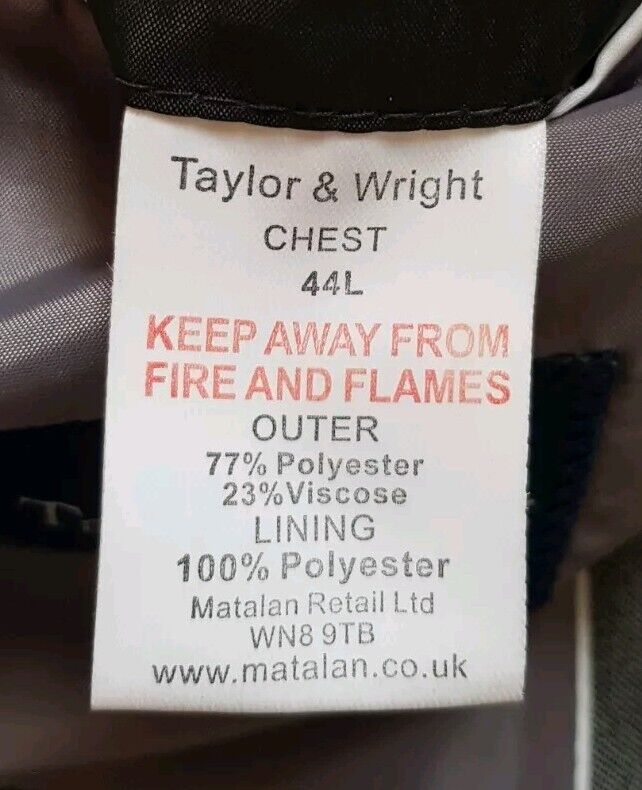 Taylor & Wright
CHEST
44L
KEEP AWAY FROM
FIRE AND FLAMES
OUTER
77% Polyester
23%Viscose
LINING
100% Polyester
Matalan Retail Ltd
WN8 9TB
www.matalan.co.uk